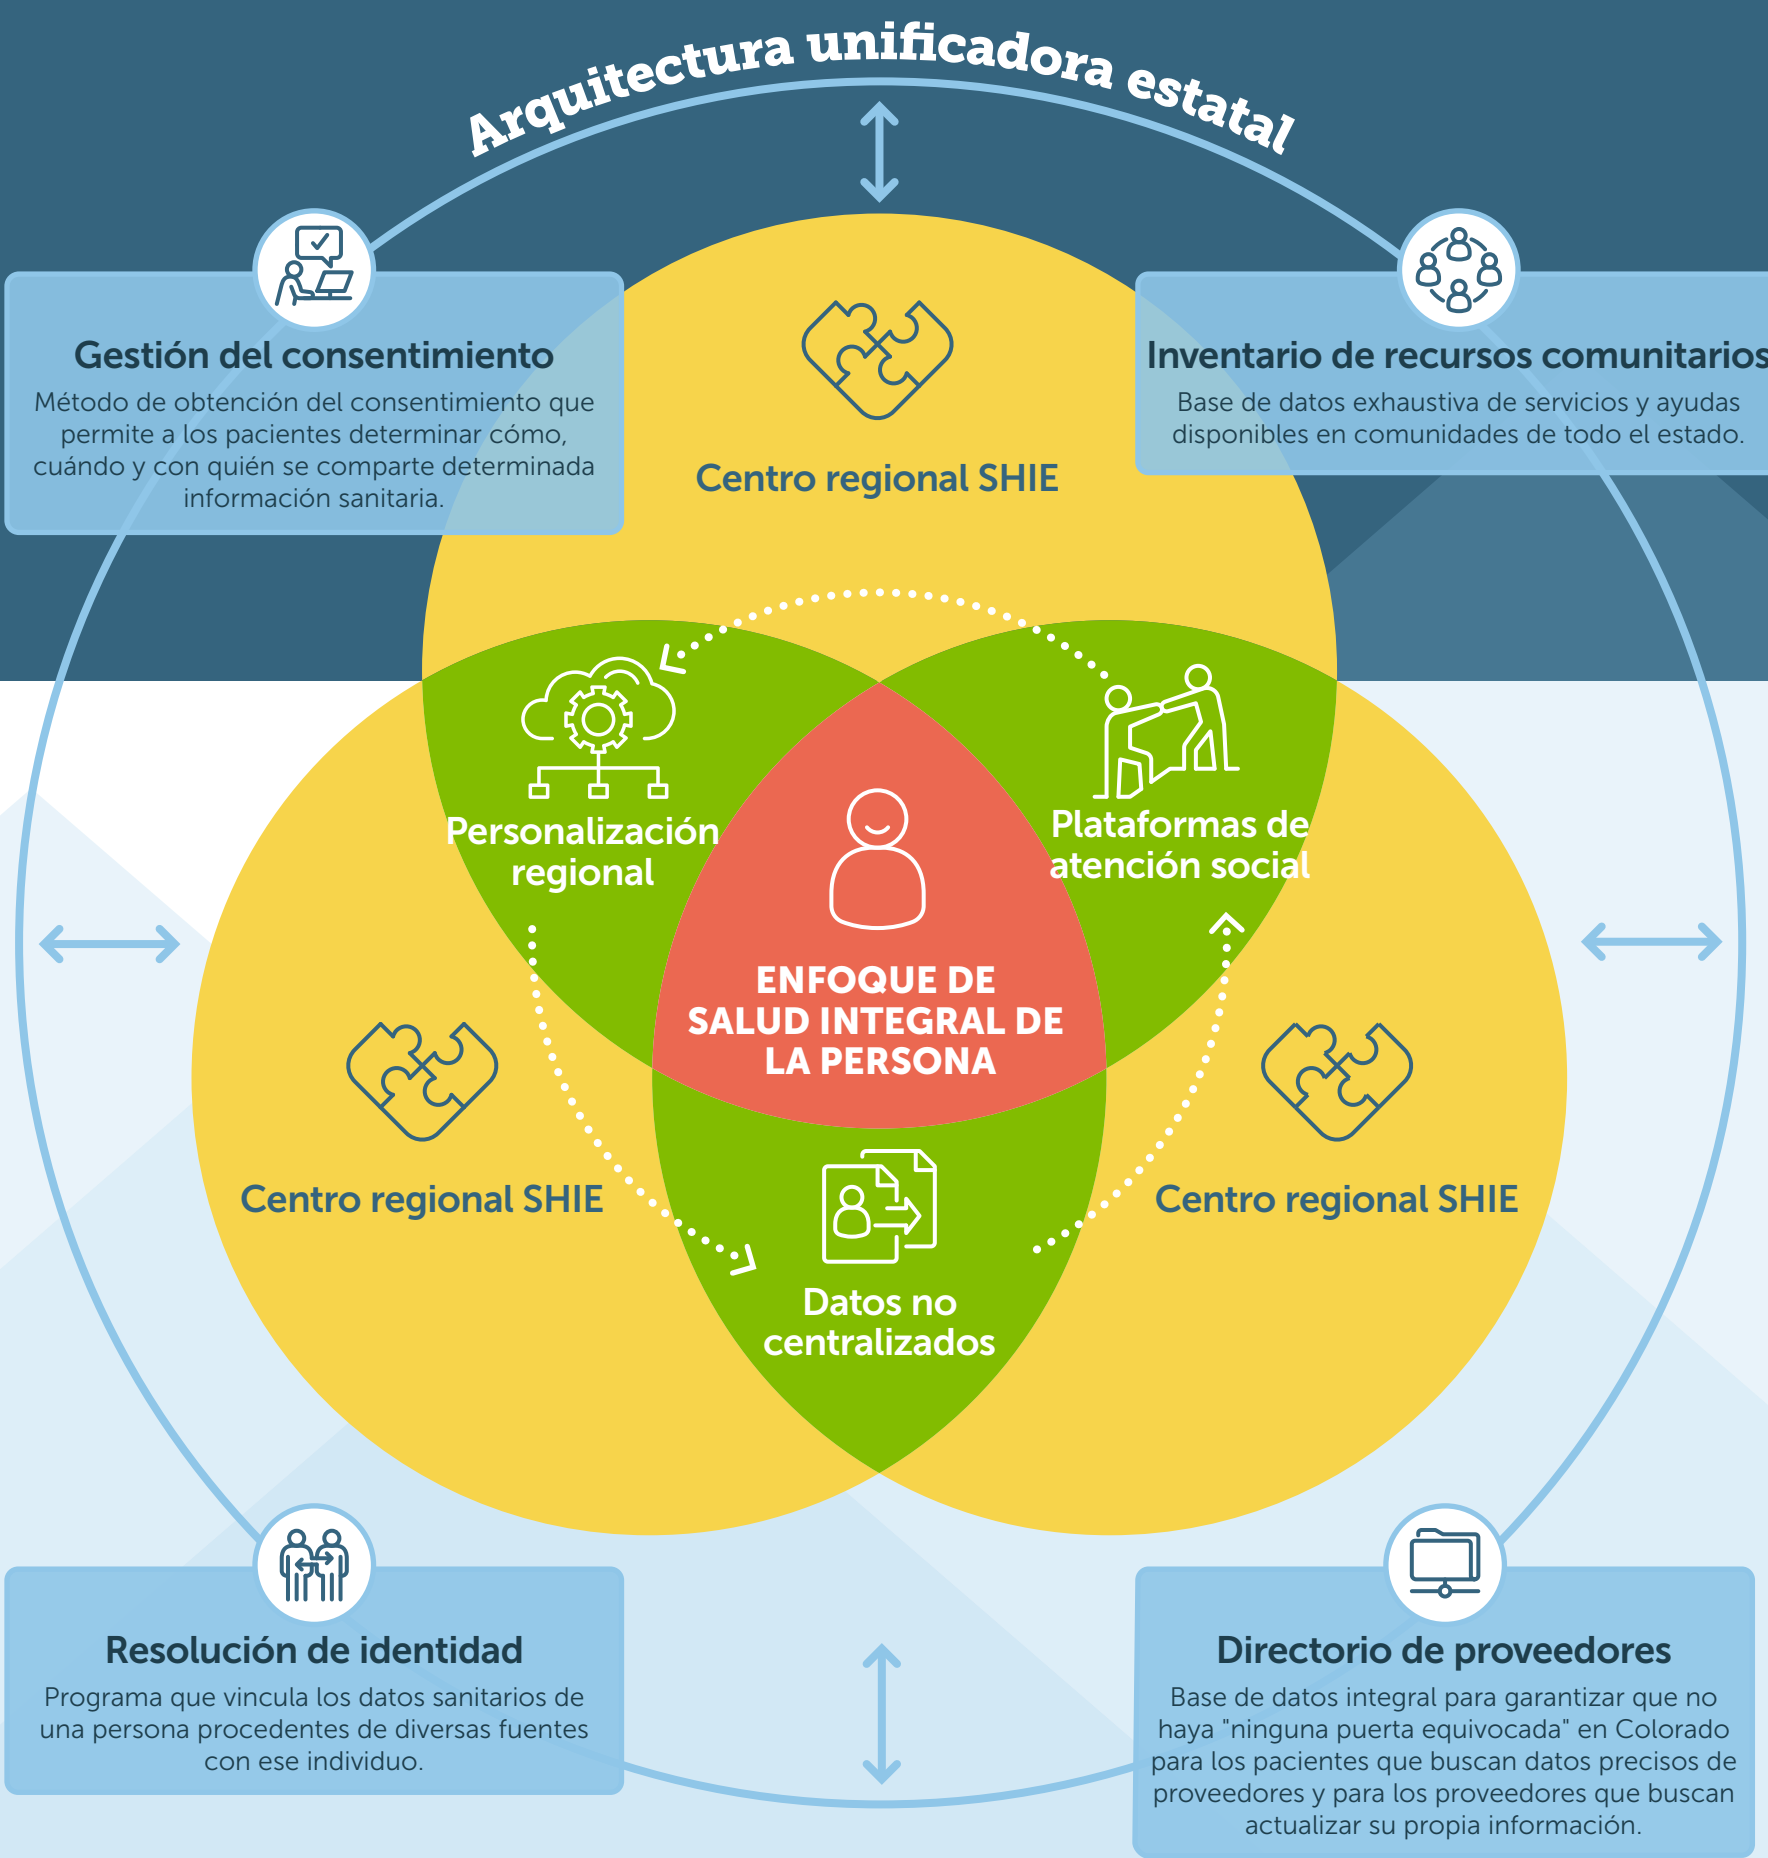 Arquitectura unificadora estatal
Gestión del consentimiento
Método de obtención del consentimiento que
permite a los pacientes determinar cómo,
cuándo y con quién se comparte determinada
información sanitaria.
Inventario de recursos comunitarios
Base de datos exhaustiva de servicios y ayudas
disponibles en comunidades de todo el estado.
Centro regional SHIE
Personalización
regional
Plataformas de
atención social
ENFOQUE DE
SALUD INTEGRAL DE
LA PERSONA
Centro regional SHIE
Centro regional SHIE
Datos no
centralizados
Resolución de identidad
Programa que vincula los datos sanitarios de
una persona procedentes de diversas fuentes
con ese individuo.
Directorio de proveedores
Base de datos integral para garantizar que no
haya "ninguna puerta equivocada" en Colorado
para los pacientes que buscan datos precisos de
proveedores y para los proveedores que buscan
actualizar su propia información.